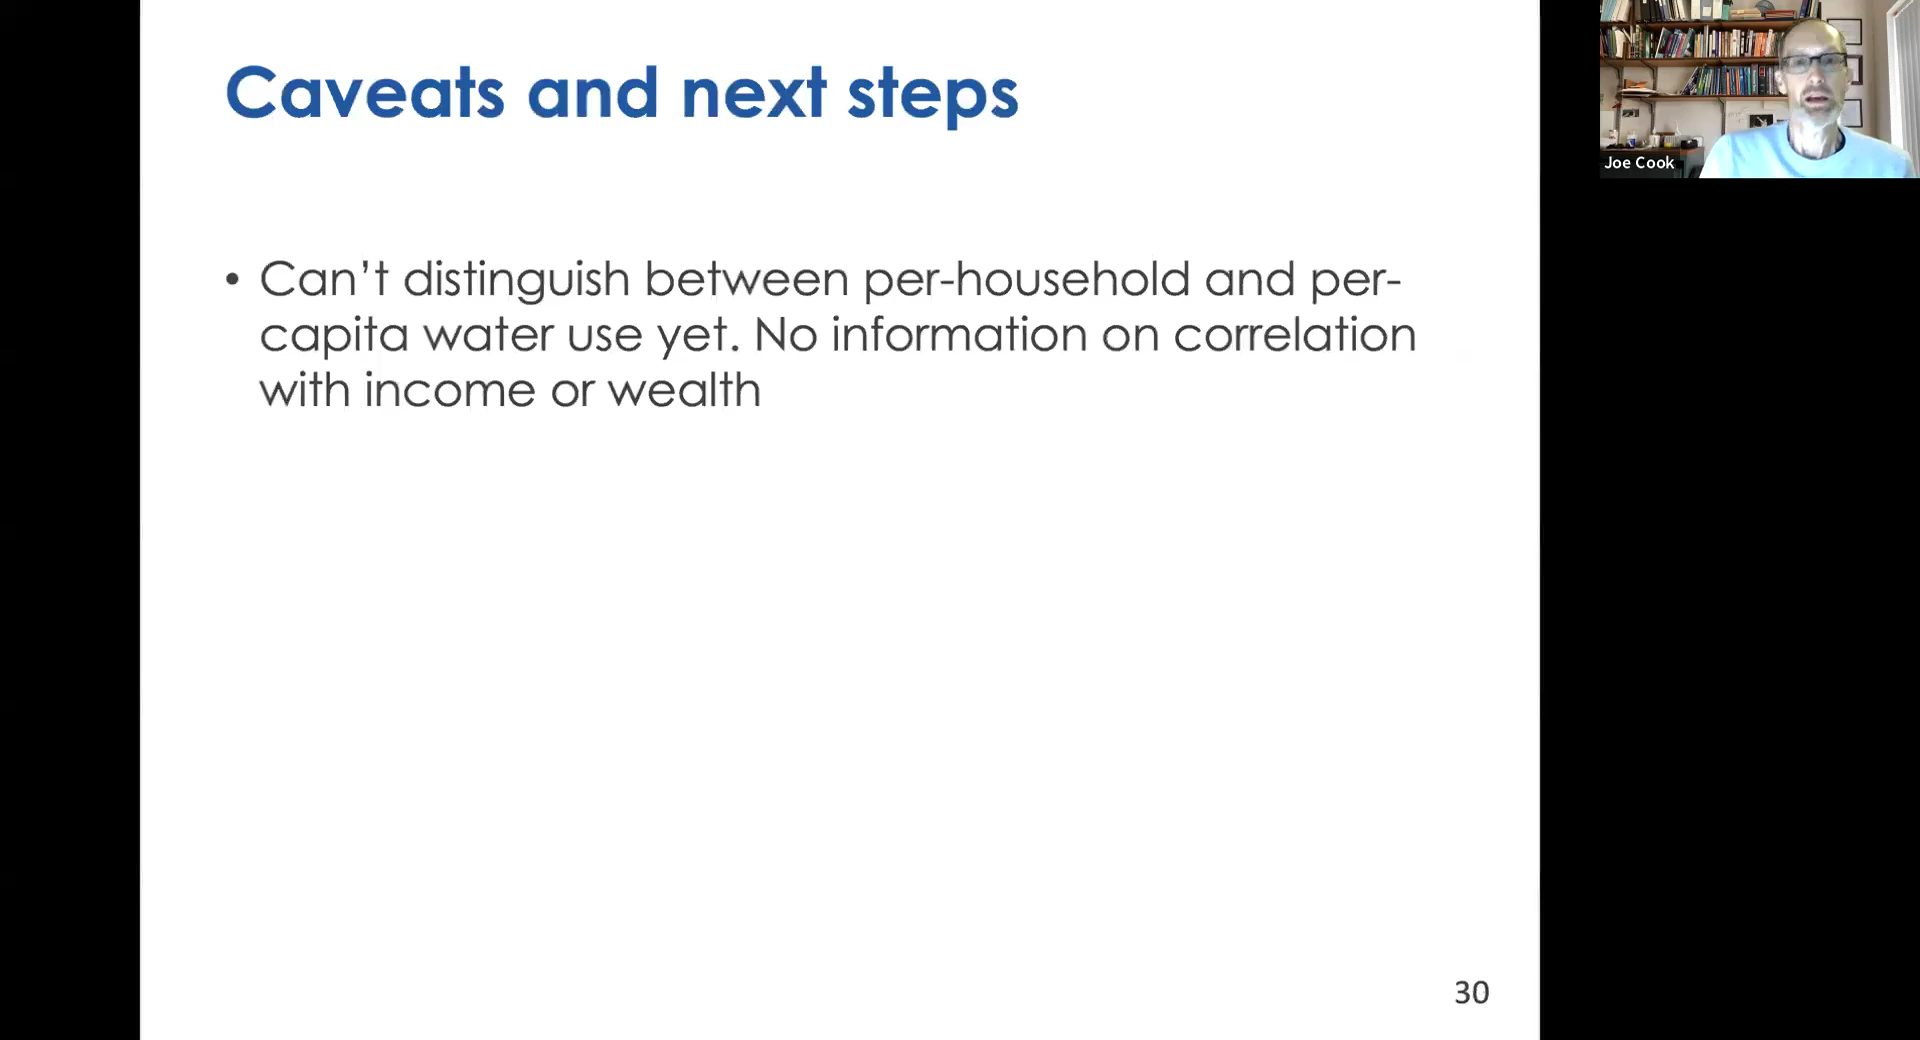 Caveats and next steps
Joe Cook
• Can’t distinguish between per-household and per-
capita water use yet. No information on correlation
with income or wealth
30